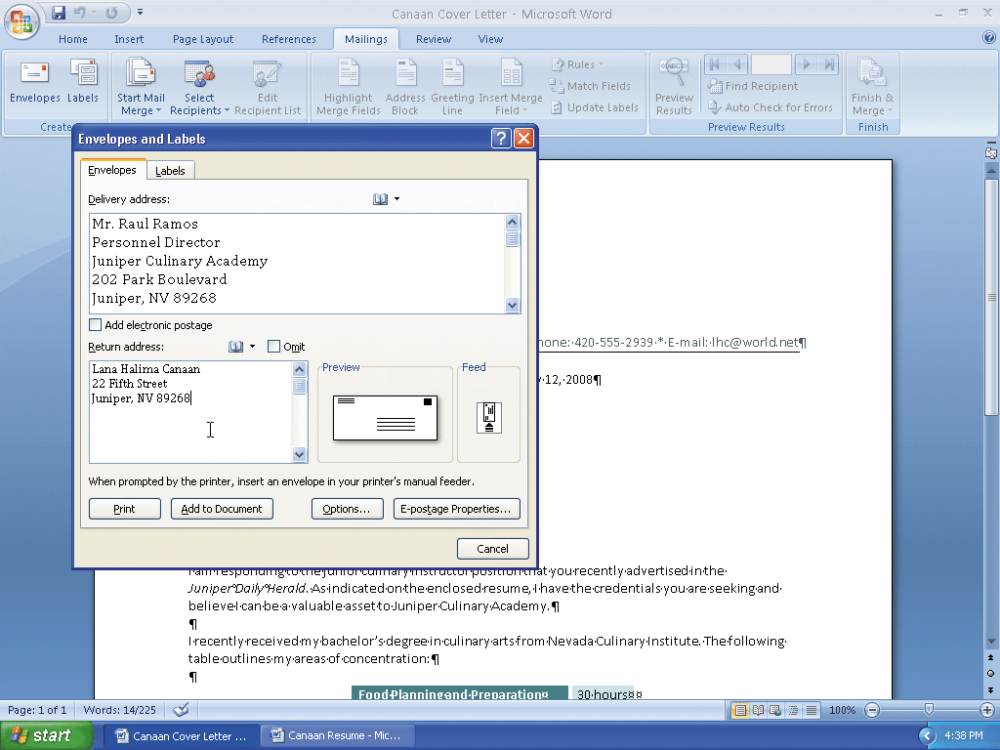 Canaan Cover Letter - Microsoft Word
Home Insert Page Layout References Mailings Review View
Envelopes Labels
Start Mail Merge
Select Recipients
Edit Recipient List
Highlight Merge Fields
Address Block
Greeting Line
Insert Merge Field
Rules
Match Fields
Update Labels
«ABC»
Preview Results
Find Recipient
Auto Check for Errors
Finish & Merge
Create
Preview Results
Finish
Envelopes and Labels
Envelopes Labels
Delivery address:
Mr. Raul Ramos
Personnel Director
Juniper Culinary Academy
202 Park Boulevard
Juniper, NV 89268
Add electronic postage
Return address:
Omit
Lana Halima Canaan
22 Fifth Street
Juniper, NV 89268
Preview
Feed
When prompted by the printer, insert an envelope in your printer's manual feeder.
Print
Add to Document
Options...
E-postage Properties...
Cancel
hone:·420-555-2939·*·E-mail:·lhc@world.net¶
12,·2008¶
I·am·responding·to·the·junior·culinary·instructor·position·that·you·recently·advertised·in·the·
Juniper°Daily°Herald.·As·indicated·on·the·enclosed·resume,·I·have·the·credentials·you·are·seeking·and·
believe·I·can·be·a·valuable·asset·to·Juniper·Culinary·Academy.¶
¶
I·recently·received·my·bachelor's·degree·in·culinary·arts·from·Nevada·Culinary·Institute.·The·following·
table·outlines·my·areas·of·concentration:¶
¶
Food·Planning·and·Preparation¤ 30·hours¤¤
Page: 1 of 1 Words: 14/225 100%
start Canaan Cover Letter ... Canaan Resume - Mic... 4:38 PM